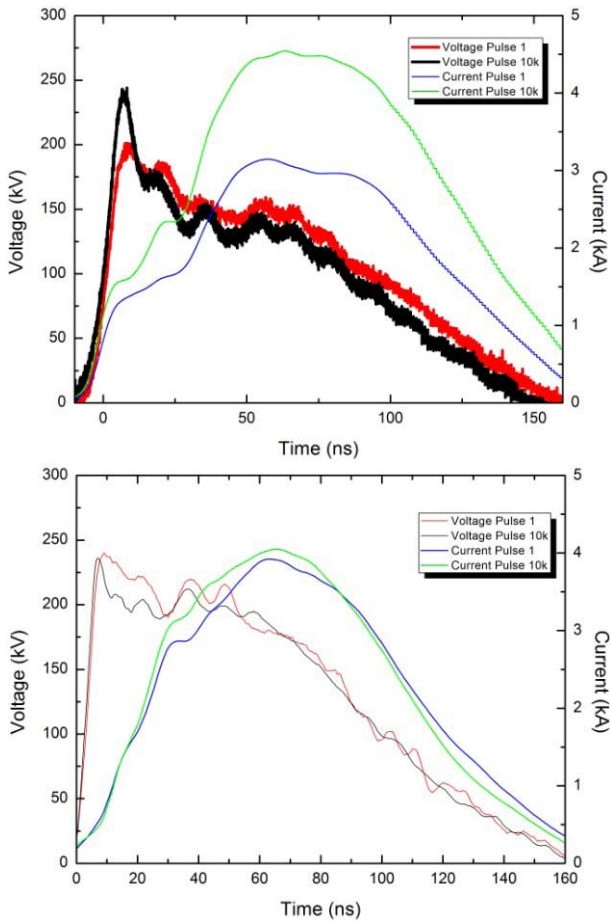 300
250
200
150
100
50
0
Voltage (kV)
5
4
3
2
1
0
Current (kA)
Voltage Pulse 1
Voltage Pulse 10k
Current Pulse 1
Current Pulse 10k
0 50 100 150
Time (ns)
300
250
200
150
100
50
0
Voltage (kV)
5
4
3
2
1
0
Current (kA)
Voltage Pulse 1
Voltage Pulse 10k
Current Pulse 1
Current Pulse 10k
0 20 40 60 80 100 120 140 160
Time (ns)